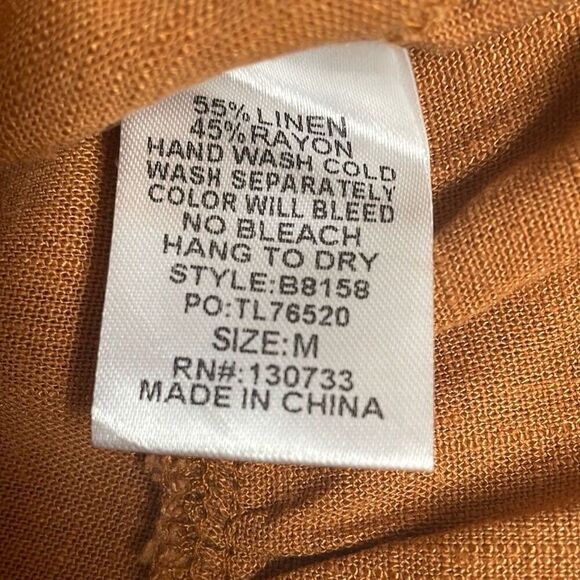 55% LINEN
45% RAYON
HAND WASH COLD
WASH SEPARATELY
COLOR WILL BLEED
NO BLEACH
HANG TO DRY
STYLE:B8158
PO:TL76520
SIZE:M
RN#:130733
MADE IN CHINA